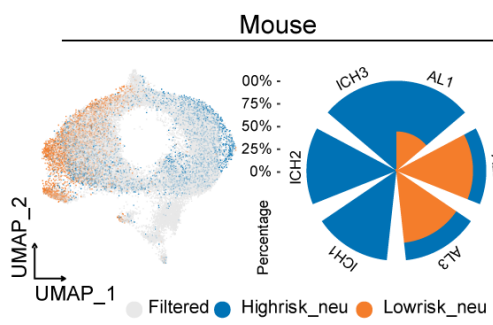 Mouse
00% -
75% -
50% -
25% -
0% -
Percentage
ICH3
AL1
ICH2
ICH1
AL3
UMAP_2
UMAP_1
Filtered
Highrisk_neu
Lowrisk_neu